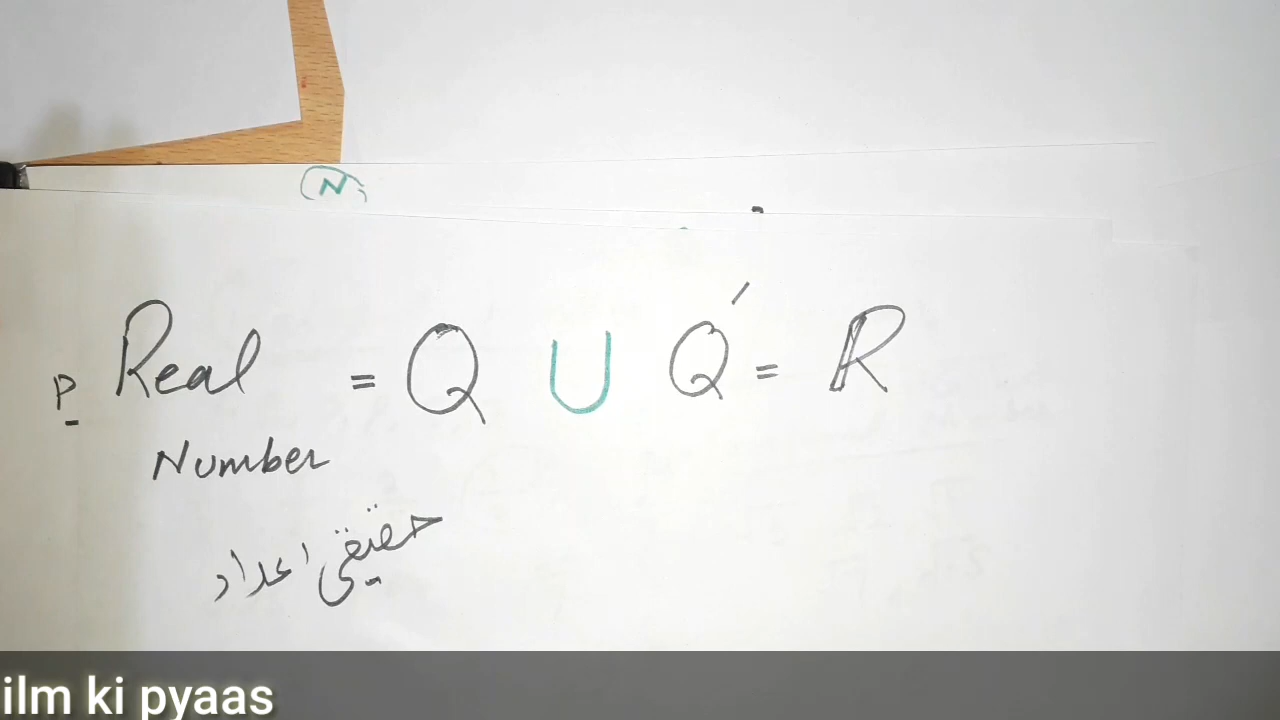 N
P Real = Q U Q′ = R
Number
حقیقی اعداد
ilm ki pyaas